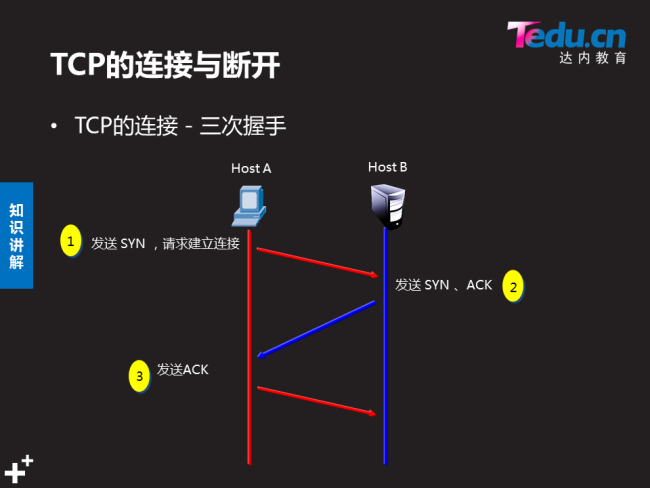 Tedu.cn
达内教育
TCP的连接与断开
• TCP的连接 - 三次握手
Host A
Host B
知识讲解
1
发送 SYN ，请求建立连接
发送 SYN 、ACK
2
3
发送ACK